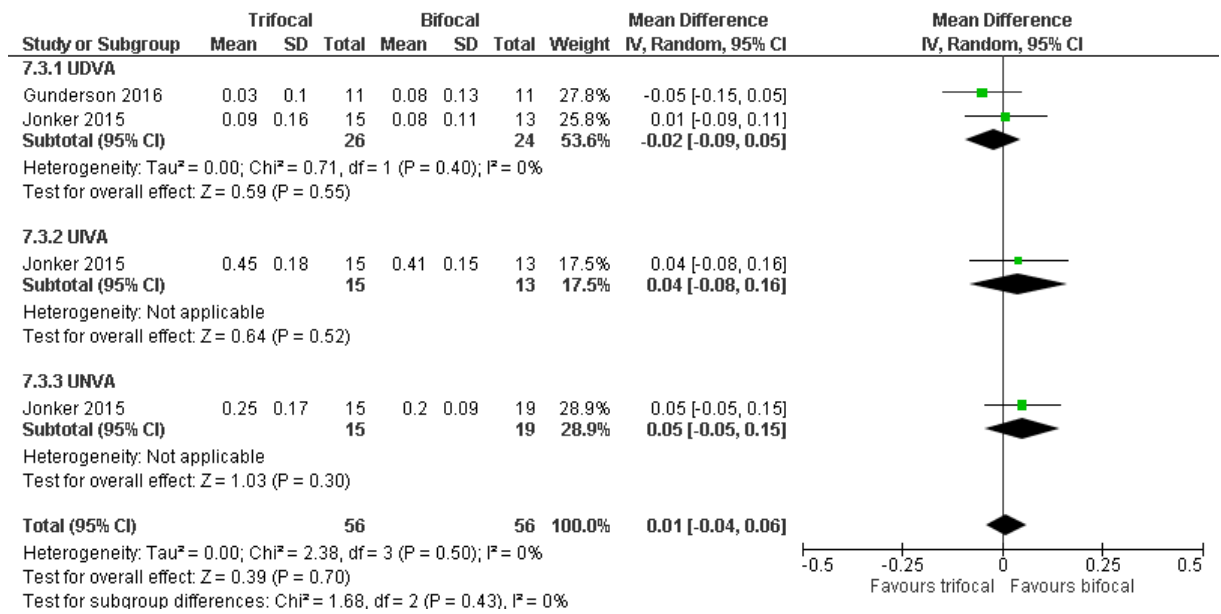 Trifocal Bifocal Mean Difference Mean Difference
Study or Subgroup Mean SD Total Mean SD Total Weight IV, Random, 95% CI IV, Random, 95% CI
7.3.1 UDVA
Gunderson 2016 0.03 0.1 11 0.08 0.13 11 27.8% -0.05 [-0.15, 0.05]
Jonker 2015 0.09 0.16 15 0.08 0.11 13 25.8% 0.01 [-0.09, 0.11]
Subtotal (95% CI) 26 24 53.6% -0.02 [-0.09, 0.05]
Heterogeneity: Tau² = 0.00; Chi² = 0.71, df = 1 (P = 0.40); I² = 0%
Test for overall effect: Z = 0.59 (P = 0.55)
7.3.2 UIVA
Jonker 2015 0.45 0.18 15 0.41 0.15 13 17.5% 0.04 [-0.08, 0.16]
Subtotal (95% CI) 15 13 17.5% 0.04 [-0.08, 0.16]
Heterogeneity: Not applicable
Test for overall effect: Z = 0.64 (P = 0.52)
7.3.3 UNVA
Jonker 2015 0.25 0.17 15 0.2 0.09 19 28.9% 0.05 [-0.05, 0.15]
Subtotal (95% CI) 15 19 28.9% 0.05 [-0.05, 0.15]
Heterogeneity: Not applicable
Test for overall effect: Z = 1.03 (P = 0.30)
Total (95% CI) 56 56 100.0% 0.01 [-0.04, 0.06]
Heterogeneity: Tau² = 0.00; Chi² = 2.38, df = 3 (P = 0.50); I² = 0%
Test for overall effect: Z = 0.39 (P = 0.70)
Test for subgroup differences: Chi² = 1.68, df = 2 (P = 0.43), I² = 0%
-0.5 -0.25 0 0.25 0.5
Favours trifocal Favours bifocal